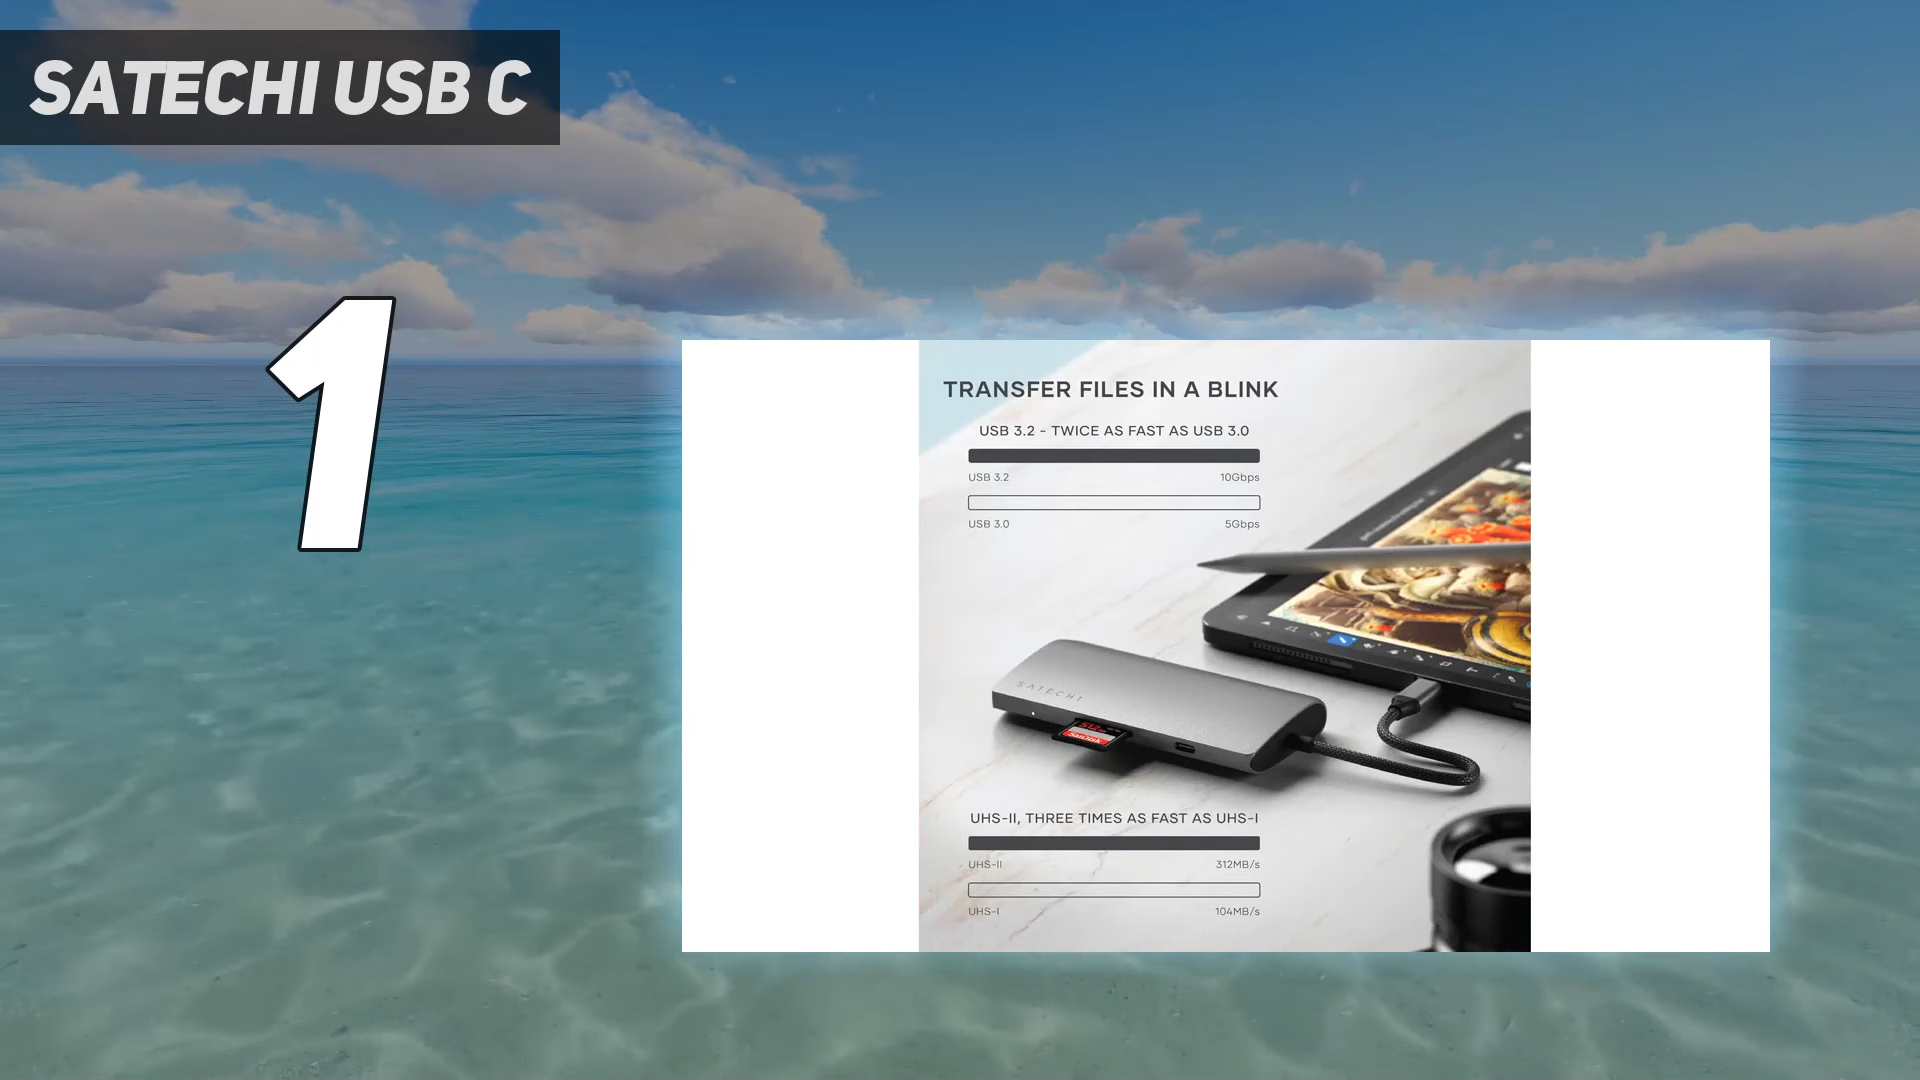 SATECHI USB C
1
TRANSFER FILES IN A BLINK
USB 3.2 - TWICE AS FAST AS USB 3.0
USB 3.2 10Gbps
USB 3.0 5Gbps
SATECHI
512
SanDisk
UHS-II, THREE TIMES AS FAST AS UHS-I
UHS-II 312MB/s
UHS-I 104MB/s